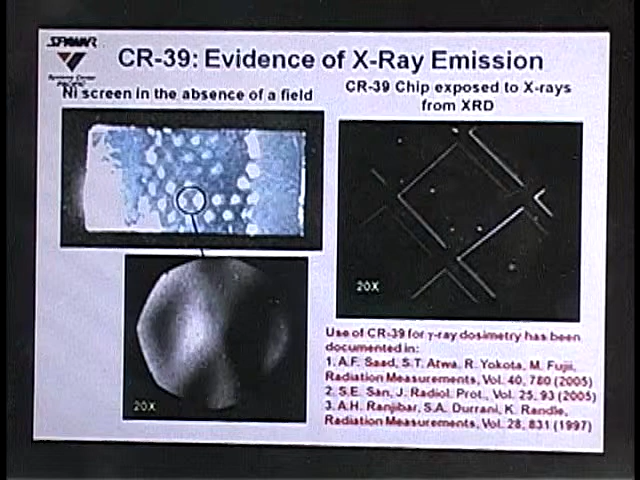 SPAWAR
Systems Center
CR-39: Evidence of X-Ray Emission
Ni screen in the absence of a field
CR-39 Chip exposed to X-rays
from XRD
20X
20X
Use of CR-39 for γ-ray dosimetry has been
documented in:
1. A.F. Saad, S.T. Atwa, R. Yokota, M. Fujii,
Radiation Measurements, Vol. 40, 780 (2005)
2. S.E. San, J. Radiol. Prot., Vol. 25, 93 (2005)
3. A.H. Ranjibar, S.A. Durrani, K. Randle,
Radiation Measurements, Vol. 28, 831 (1997)